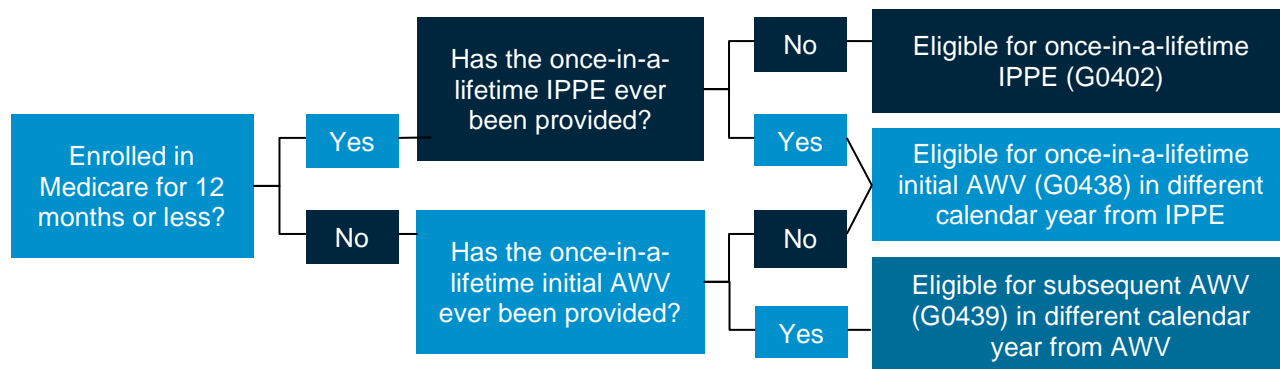 Enrolled in
Medicare for 12
months or less?
Yes
No
Has the once-in-a-
lifetime IPPE ever
been provided?
Has the once-in-a-
lifetime initial AWV
ever been provided?
No
Yes
No
Yes
Eligible for once-in-a-lifetime
IPPE (G0402)
Eligible for once-in-a-lifetime
initial AWV (G0438) in different
calendar year from IPPE
Eligible for subsequent AWV
(G0439) in different calendar
year from AWV